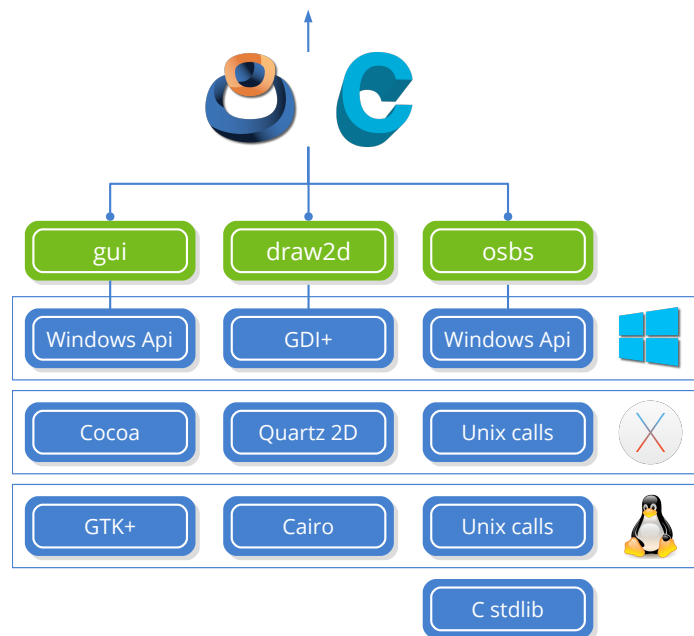 gui
draw2d
osbs
Windows Api
GDI+
Windows Api
Cocoa
Quartz 2D
Unix calls
GTK+
Cairo
Unix calls
C stdlib